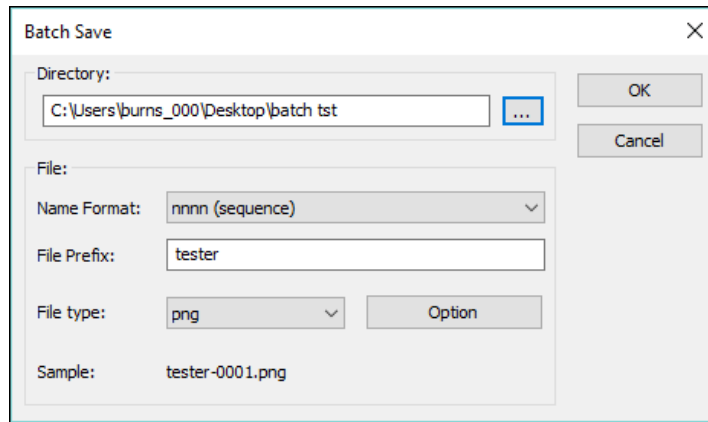 Batch Save
Directory:
C:\Users\burns_000\Desktop\batch tst
...
OK
Cancel
File:
Name Format: nnnn (sequence)
File Prefix: tester
File type: png Option
Sample: tester-0001.png